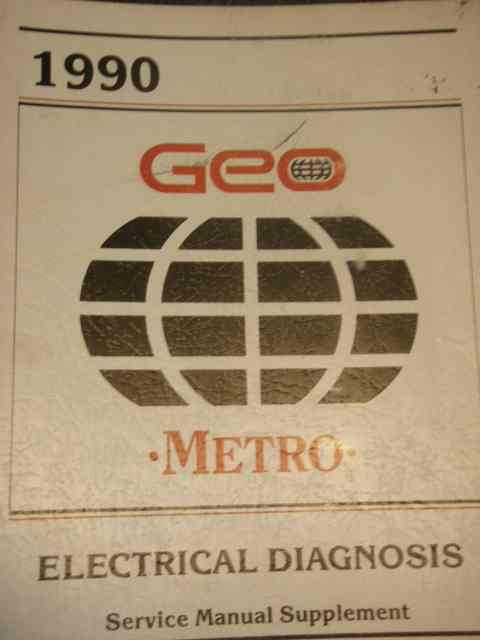 1990
Geo
·METRO·
ELECTRICAL DIAGNOSIS
Service Manual Supplement